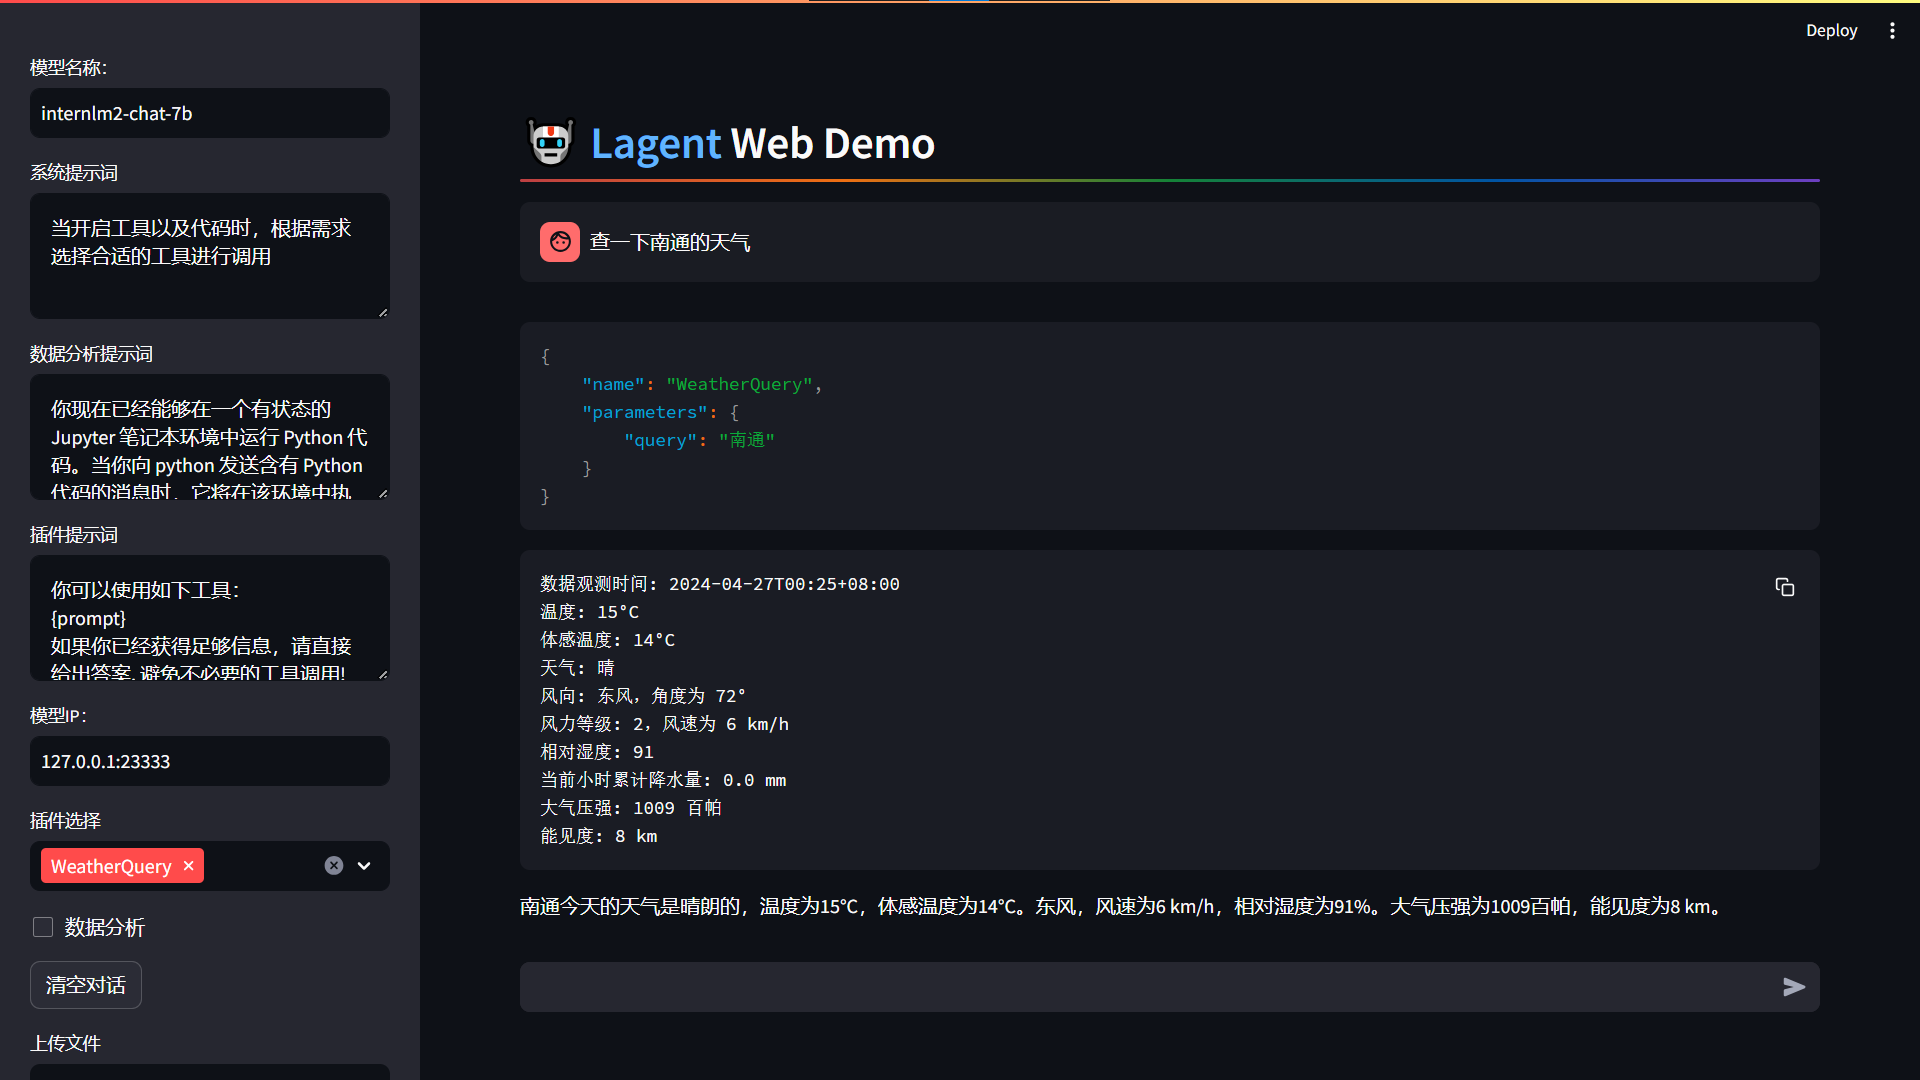 Deploy
模型名称：
internlm2-chat-7b
系统提示词
当开启工具以及代码时，根据需求
选择合适的工具进行调用
数据分析提示词
你现在已经能够在一个有状态的
Jupyter 笔记本环境中运行 Python 代
码。当你向 python 发送含有 Python
代码的消息时，它将在该环境中执
插件提示词
你可以使用如下工具：
{prompt}
如果你已经获得足够信息，请直接
给出答案. 避免不必要的工具调用!
模型IP：
127.0.0.1:23333
插件选择
WeatherQuery
数据分析
清空对话
上传文件
Lagent Web Demo
查一下南通的天气
{
    "name": "WeatherQuery",
    "parameters": {
        "query": "南通"
    }
}
数据观测时间: 2024-04-27T00:25+08:00
温度: 15°C
体感温度: 14°C
天气: 晴
风向: 东风，角度为 72°
风力等级: 2，风速为 6 km/h
相对湿度: 91
当前小时累计降水量: 0.0 mm
大气压强: 1009 百帕
能见度: 8 km
南通今天的天气是晴朗的，温度为15℃，体感温度为14℃。东风，风速为6 km/h，相对湿度为91%。大气压强为1009百帕，能见度为8 km。